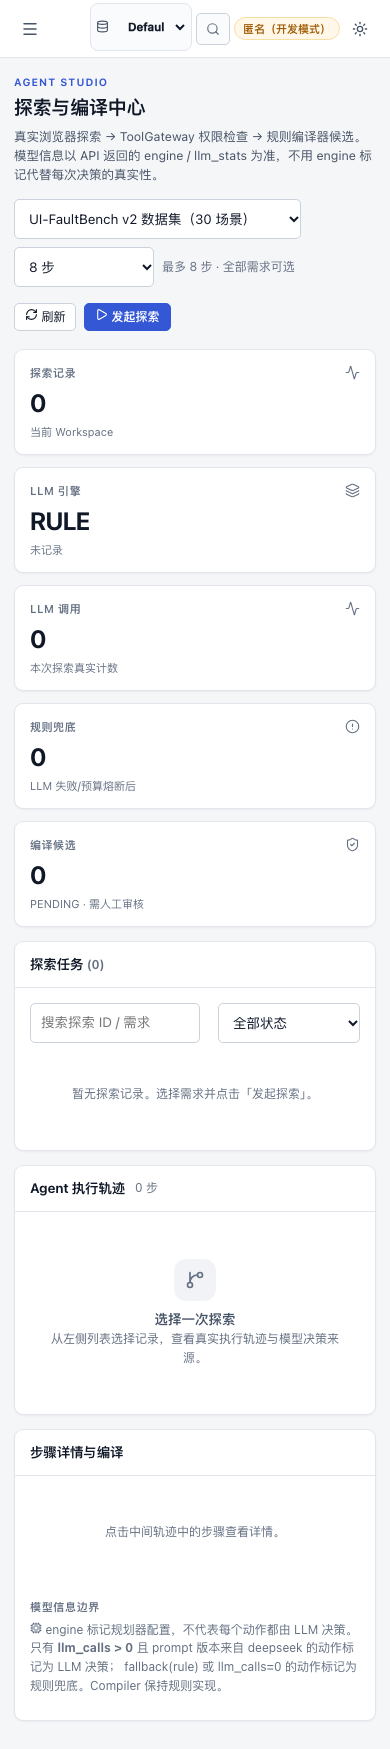 Defaul
匿名（开发模式）
AGENT STUDIO
探索与编译中心
真实浏览器探索 → ToolGateway 权限检查 → 规则编译器候选。
模型信息以 API 返回的 engine / llm_stats 为准，不用 engine 标
记代替每次决策的真实性。
UI-FaultBench v2 数据集（30 场景）
8 步
最多 8 步 · 全部需求可选
刷新
发起探索
探索记录
0
当前 Workspace
LLM 引擎
RULE
未记录
LLM 调用
0
本次探索真实计数
规则兜底
0
LLM 失败/预算熔断后
编译候选
0
PENDING · 需人工审核
探索任务 (0)
搜索探索 ID / 需求
全部状态
暂无探索记录。选择需求并点击「发起探索」。
Agent 执行轨迹 0 步
选择一次探索
从左侧列表选择记录，查看真实执行轨迹与模型决策来
源。
步骤详情与编译
点击中间轨迹中的步骤查看详情。
模型信息边界
engine 标记规划器配置，不代表每个动作都由 LLM 决策。
只有 llm_calls > 0 且 prompt 版本来自 deepseek 的动作标
记为 LLM 决策； fallback(rule) 或 llm_calls=0 的动作标记为
规则兜底。Compiler 保持规则实现。